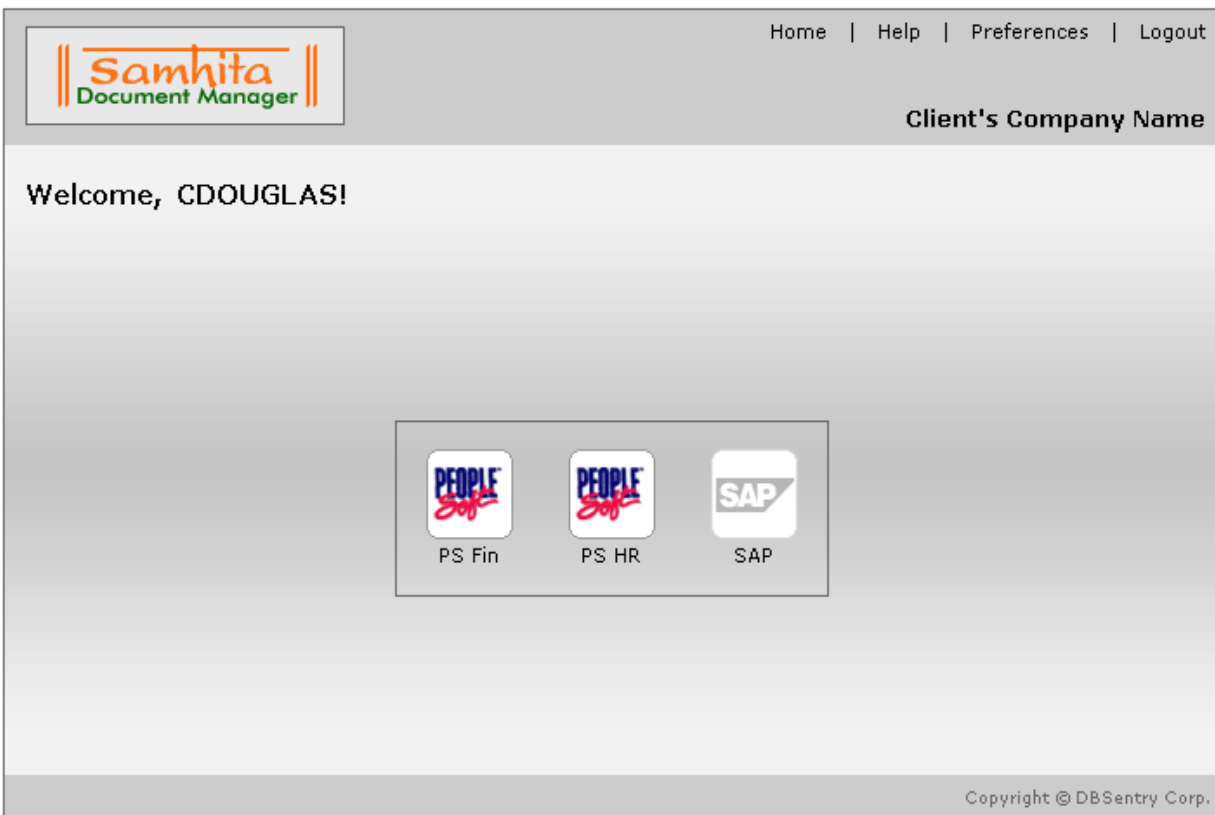 Home | Help | Preferences | Logout
Samhita
Document Manager
Client's Company Name
Welcome, CDOUGLAS!
PEOPLE
Soft
PEOPLE
Soft
SAP
PS Fin
PS HR
SAP
Copyright © DBSentry Corp.